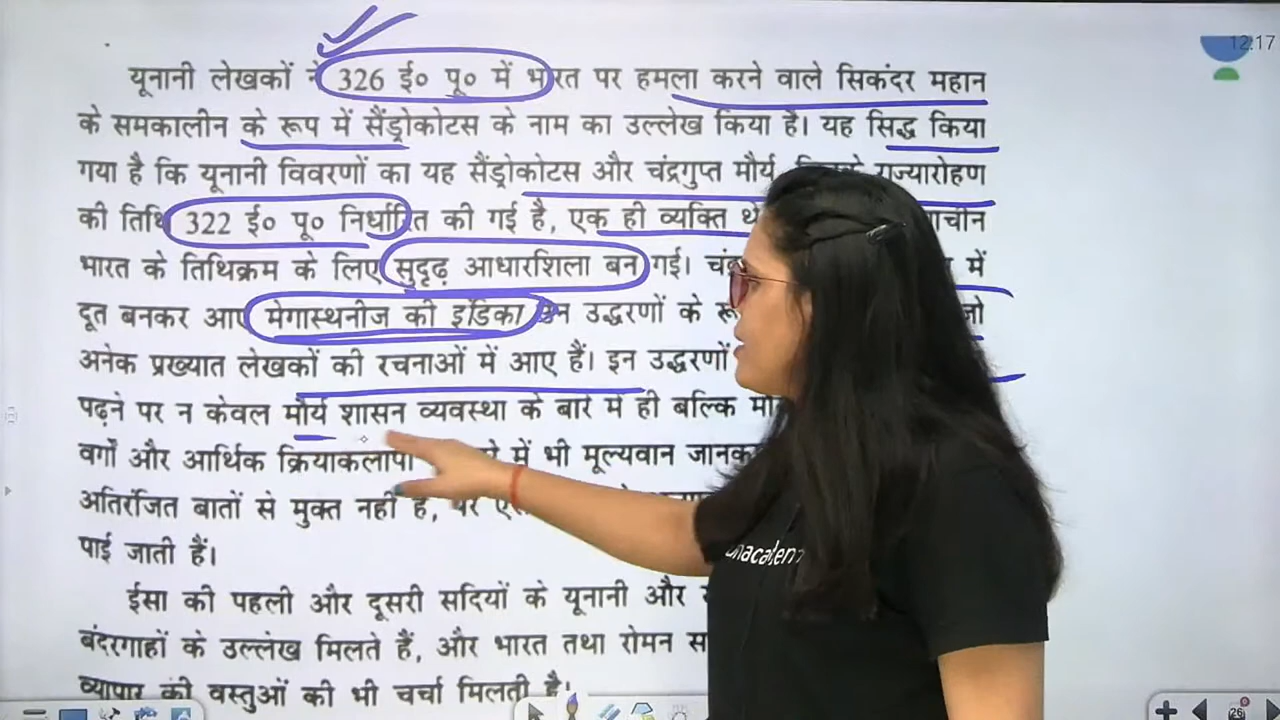 12:17
यूनानी लेखकों ने 326 ई० पू० में भारत पर हमला करने वाले सिकंदर महान
के समकालीन के रूप में सैंड्रोकोटस के नाम का उल्लेख किया है। यह सिद्ध किया
गया है कि यूनानी विवरणों का यह सैंड्रोकोटस और चंद्रगुप्त मौर्य, राज्यारोहण
की तिथि 322 ई० पू० निर्धारित की गई है, एक ही व्यक्ति थे
भारत के तिथिक्रम के लिए सुदृढ़ आधारशिला बन गई। में
दूत बनकर आए मेगास्थनीज की इंडिका उन उद्धरणों के जो
अनेक प्रख्यात लेखकों की रचनाओं में आए हैं। इन उद्धरणों
पढ़ने पर न केवल मौर्य शासन व्यवस्था के बारे में ही बल्कि
वर्गों और आर्थिक क्रियाकलापों में भी मूल्यवान
अतिरंजित बातों से मुक्त नहीं है, पर
पाई जाती हैं।
ईसा की पहली और दूसरी सदियों के यूनानी और
बंदरगाहों के उल्लेख मिलते हैं, और भारत तथा रोमन
व्यापार की वस्तुओं की भी चर्चा मिलती है।
unacadem
26